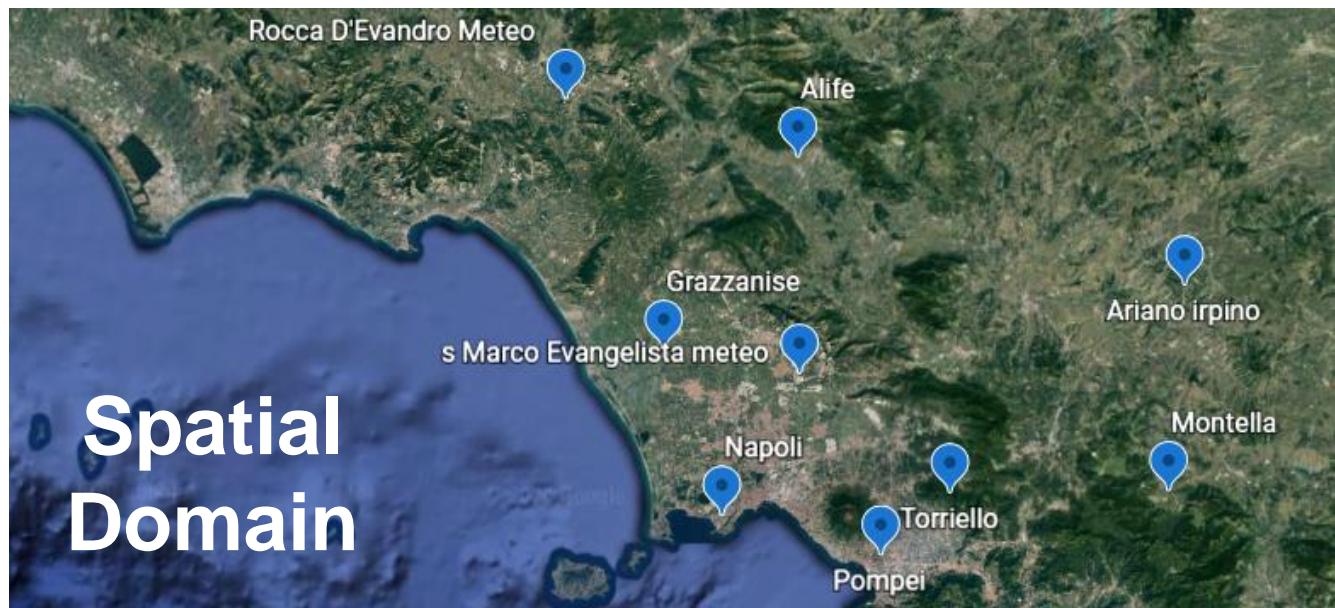 Rocca D'Evandro Meteo
Alife
Grazzanise
Ariano irpino
s Marco Evangelista meteo
Spatial
Domain
Montella
Napoli
Torriello
Pompei